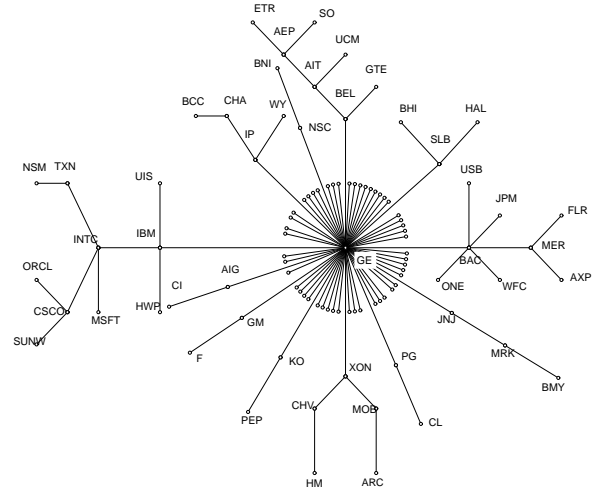 ETR
SO
AEP
UCM
BNI
AIT
GTE
BEL
BCC
CHA
WY
BHI
HAL
NSC
IP
SLB
NSM
TXN
UIS
USB
JPM
FLR
INTC
IBM
MER
GE
BAC
ORCL
AIG
CI
ONE
WFC
AXP
CSCO
MSFT
HWP
GM
JNJ
SUNW
F
KO
PG
MRK
XON
BMY
CHV
MOB
PEP
CL
HM
ARC